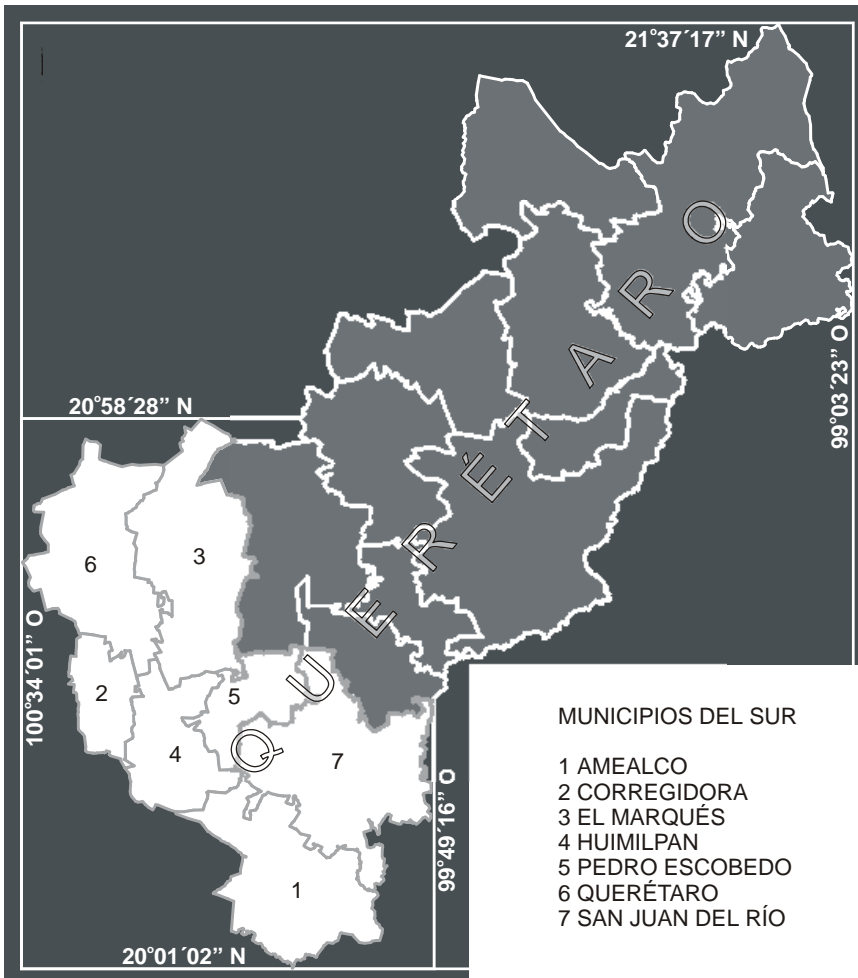 21°37´17” N
QUERÉTARO
20°58´28” N
99°03´23” O
6
3
100°34´01” O
2
5
4
7
1
99°49´16” O
20°01´02” N
MUNICIPIOS DEL SUR
1 AMEALCO
2 CORREGIDORA
3 EL MARQUÉS
4 HUIMILPAN
5 PEDRO ESCOBEDO
6 QUERÉTARO
7 SAN JUAN DEL RÍO